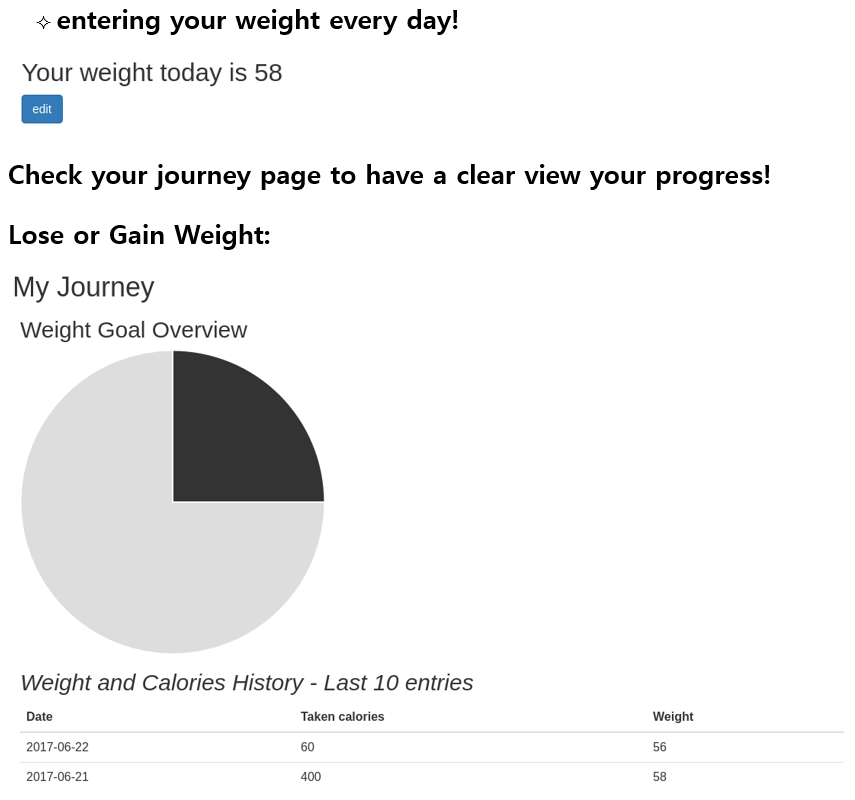 ✧ entering your weight every day!
Your weight today is 58
edit
Check your journey page to have a clear view your progress!
Lose or Gain Weight:
My Journey
Weight Goal Overview
Weight and Calories History - Last 10 entries
Date Taken calories Weight
2017-06-22 60 56
2017-06-21 400 58